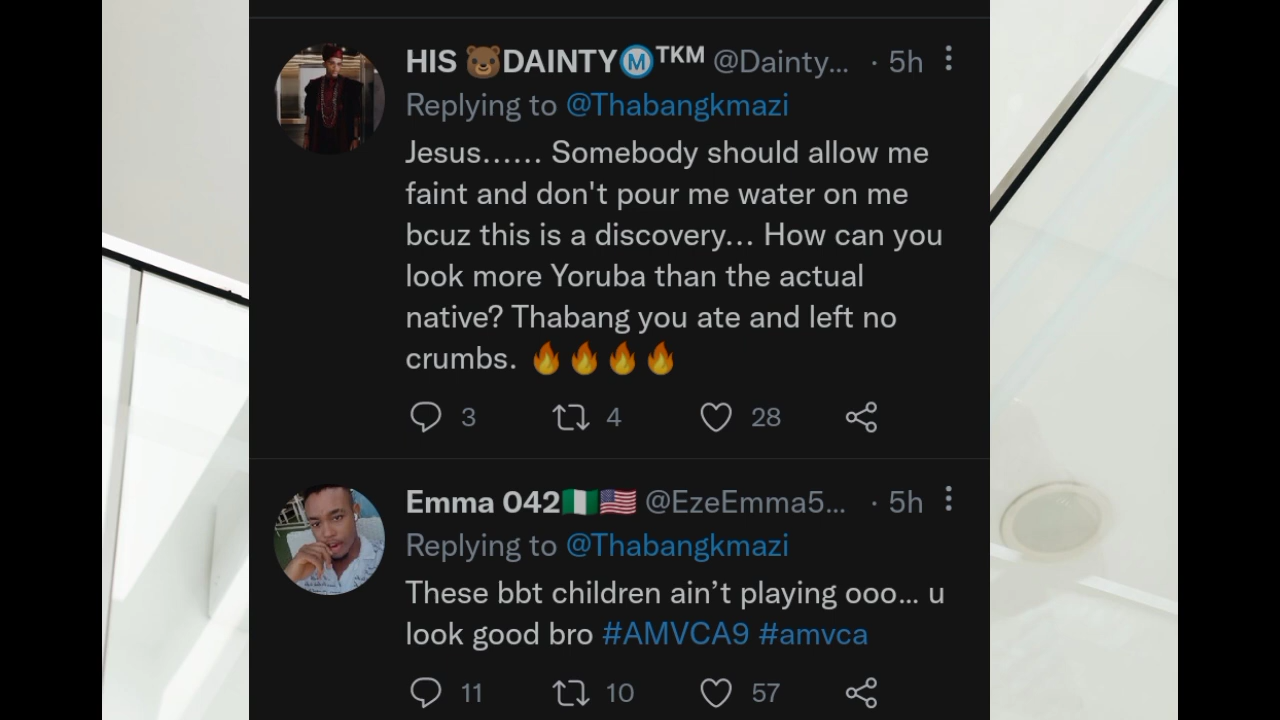 HIS 🐻DAINTYⓂ️ᵀᴷᴹ @Dainty... · 5h
Replying to @Thabangkmazi
Jesus...... Somebody should allow me
faint and don't pour me water on me
bcuz this is a discovery... How can you
look more Yoruba than the actual
native? Thabang you ate and left no
crumbs. 🔥🔥🔥🔥
3 4 28
Emma 042🇳🇬🇺🇸 @EzeEmma5... · 5h
Replying to @Thabangkmazi
These bbt children ain’t playing ooo... u
look good bro #AMVCA9 #amvca
11 10 57